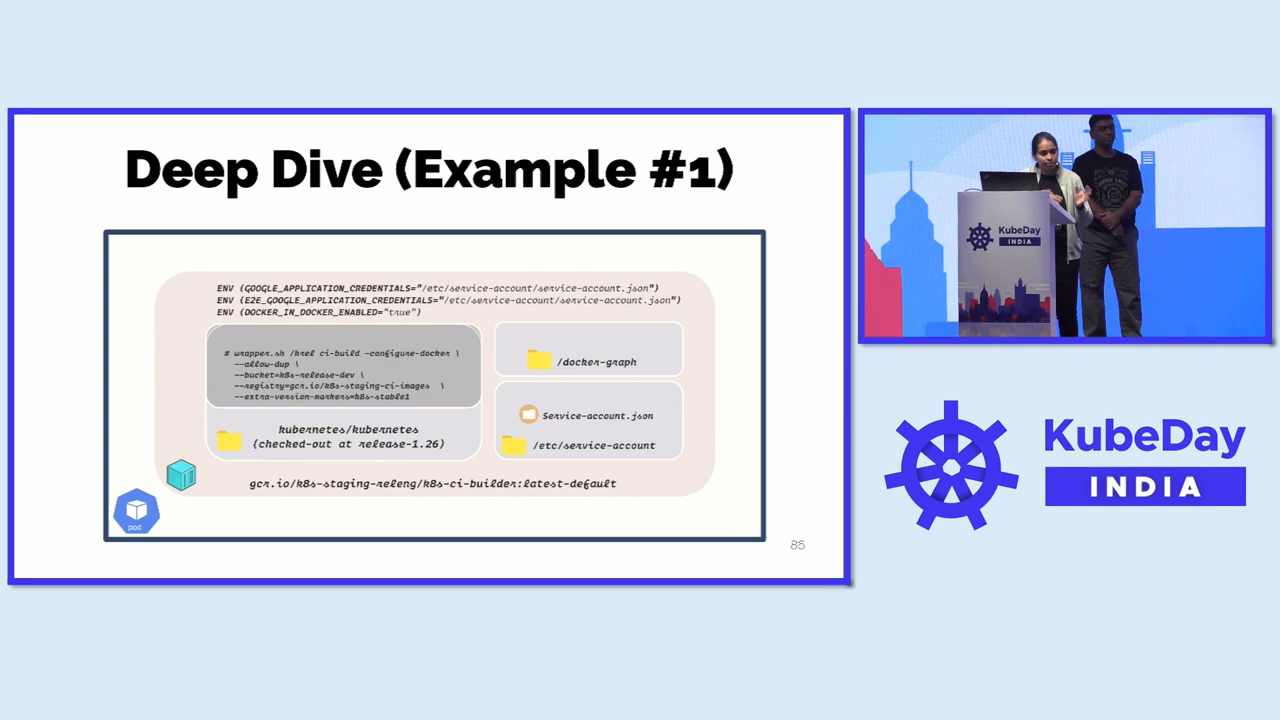 Deep Dive (Example #1)
ENV (GOOGLE_APPLICATION_CREDENTIALS="/etc/service-account/service-account.json")
ENV (E2E_GOOGLE_APPLICATION_CREDENTIALS="/etc/service-account/service-account.json")
ENV (DOCKER_IN_DOCKER_ENABLED="true")
# wrapper.sh /krel ci-build -configure-docker \
--allow-dup \
--bucket=k8s-release-dev \
--registry=gcr.io/k8s-staging-ci-images \
--extra-version-markers=k8s-stable1
kubernetes/kubernetes
(checked-out at release-1.26)
/docker-graph
Service-account.json
/etc/service-account
gcr.io/k8s-staging-releng/k8s-ci-builder:latest-default
pod
85
KubeDay
INDIA
KubeDay
INDIA